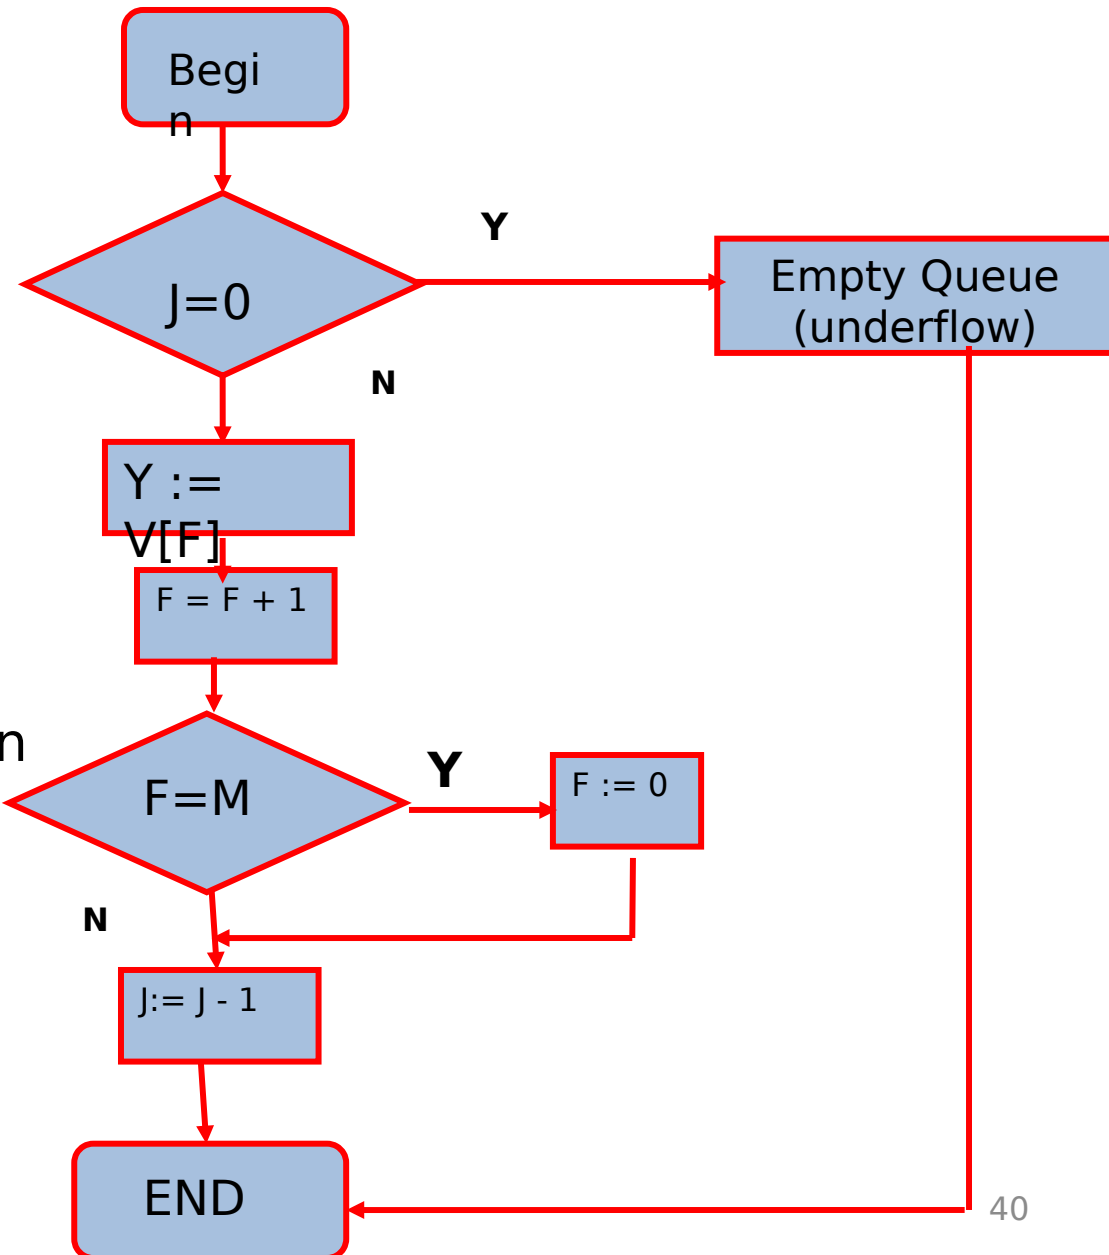 Begi
n
Y
J=0
Empty Queue
(underflow)
N
Y :=
V[F]
F = F + 1
n
F=M
Y
F := 0
N
J:= J - 1
END
40